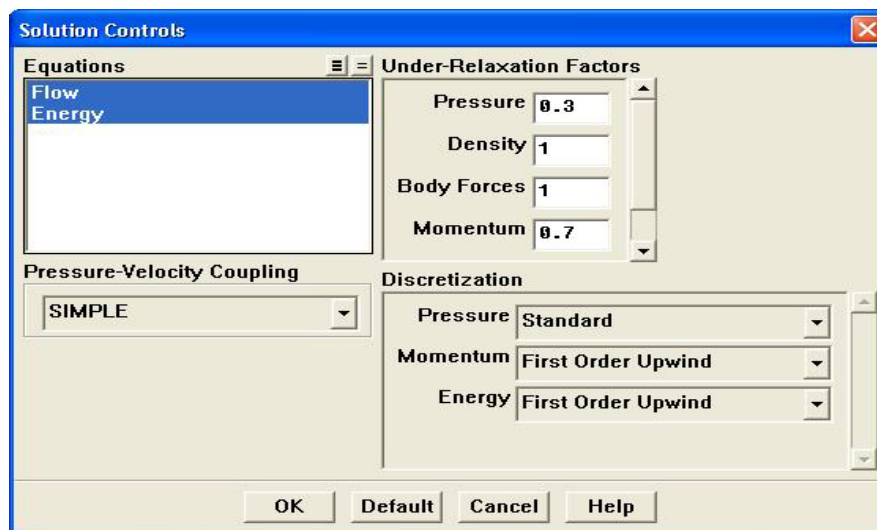 Solution Controls
Equations
Flow
Energy
Under-Relaxation Factors
Pressure 0.3
Density 1
Body Forces 1
Momentum 0.7
Pressure-Velocity Coupling
SIMPLE
Discretization
Pressure Standard
Momentum First Order Upwind
Energy First Order Upwind
OK Default Cancel Help